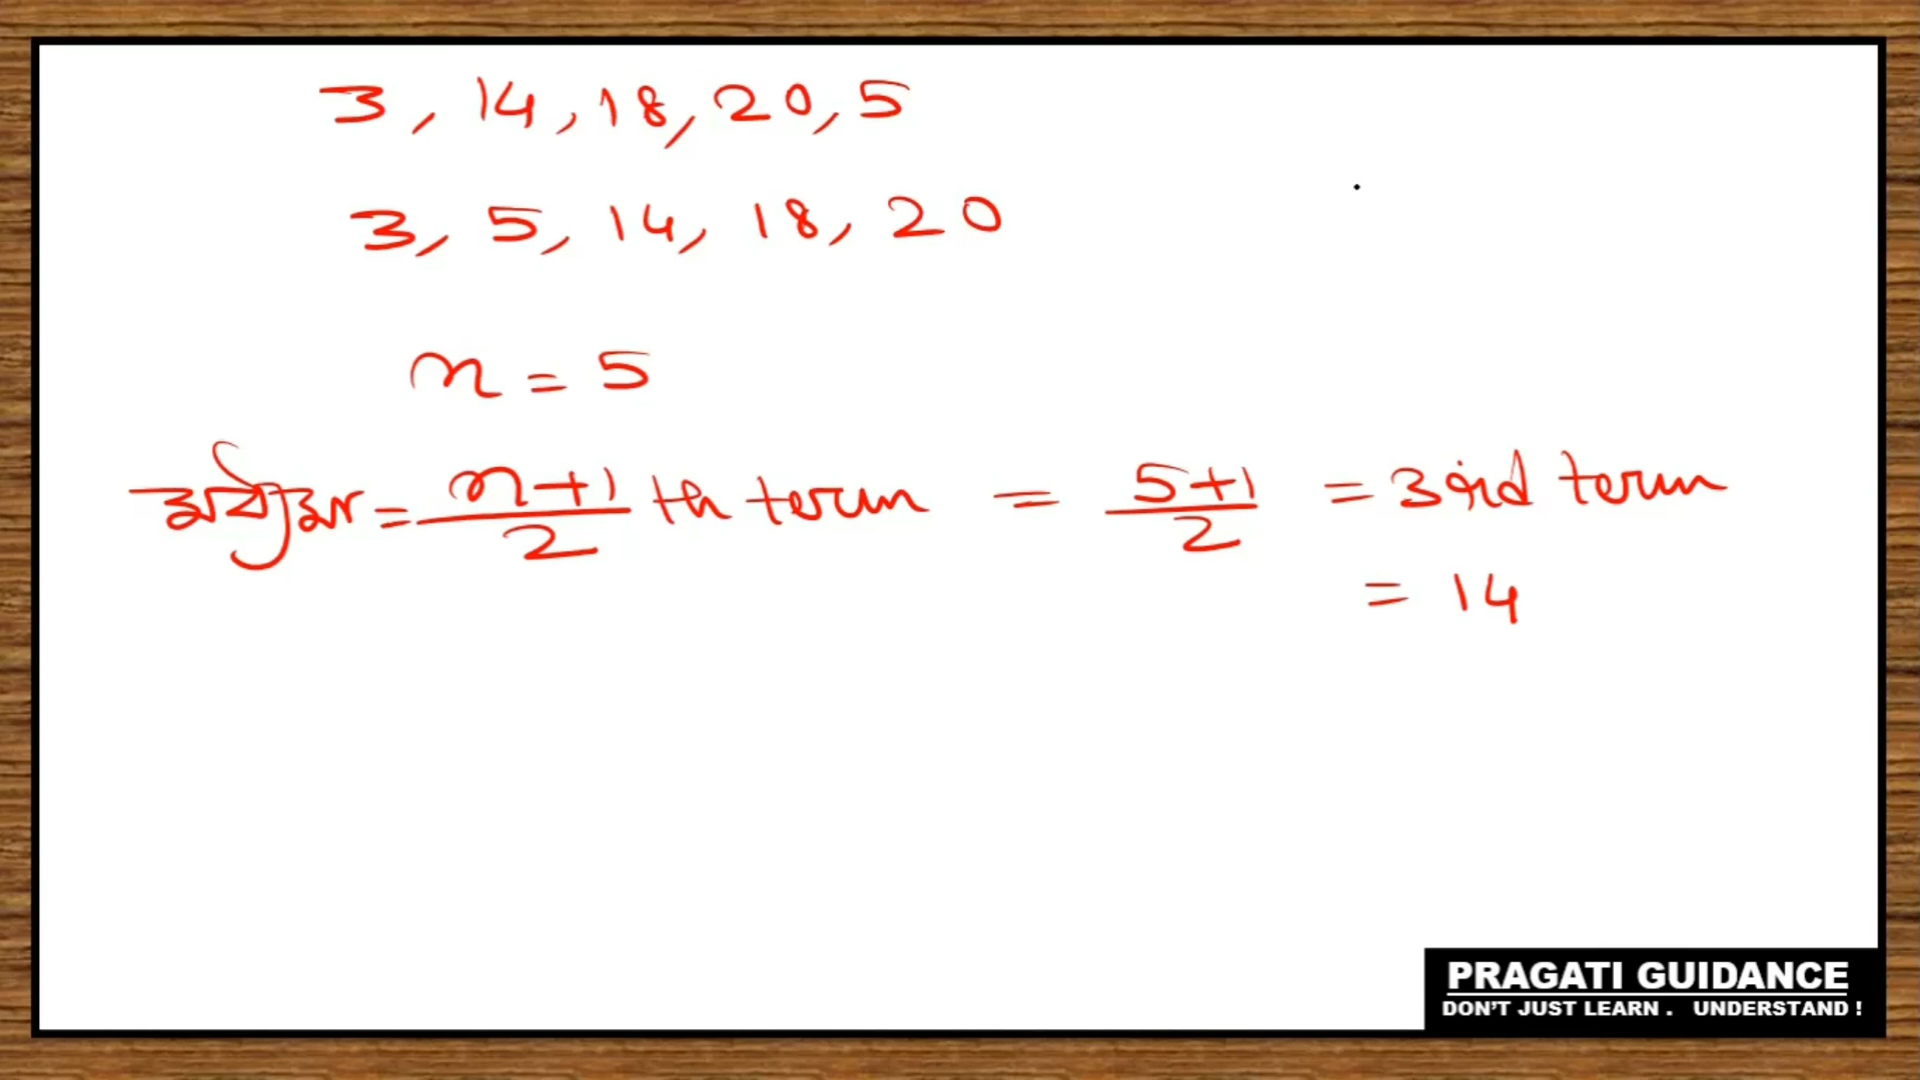 3, 14, 18, 20, 5
3, 5, 14, 18, 20
n = 5
= n+1/2 th term = 5+1/2 = 3rd term
= 14
PRAGATI GUIDANCE
DON'T JUST LEARN . UNDERSTAND !